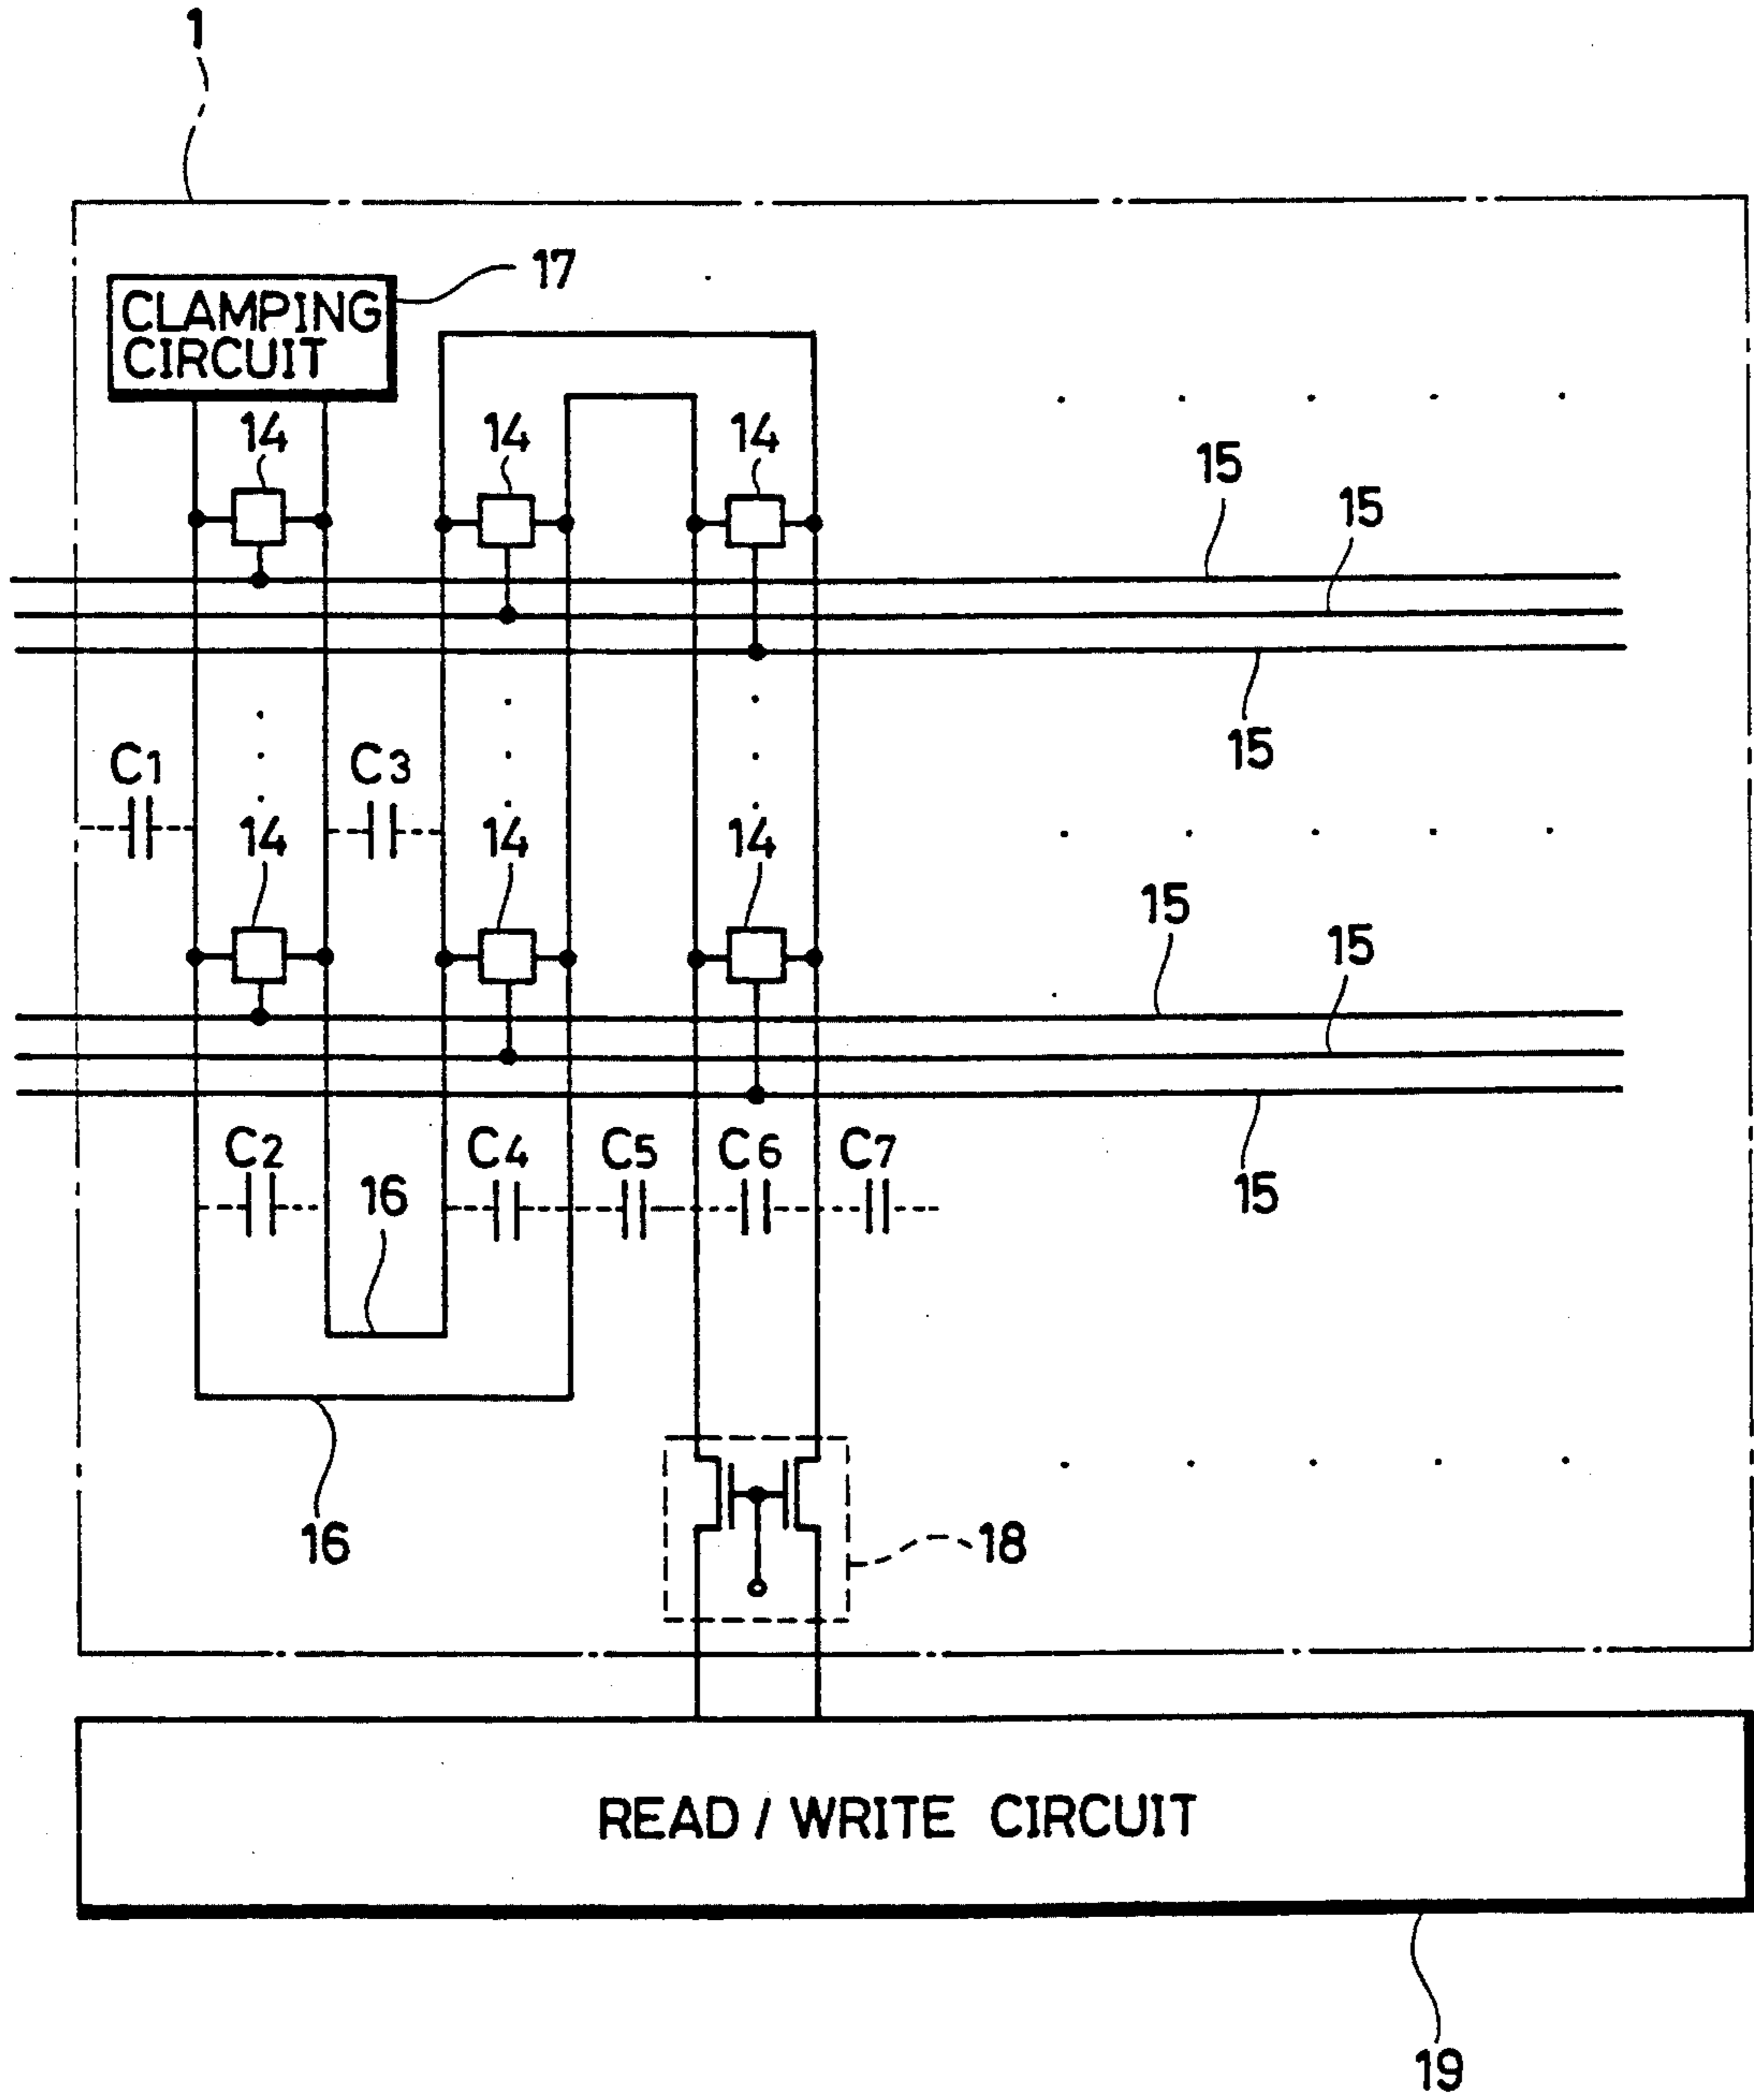 1
17
CLAMPING
CIRCUIT
14 14 14
15
15
15
C1 C3
14 14 14
15
15
C2 C4 C5 C6 C7
16
15
16
18
READ / WRITE CIRCUIT
19